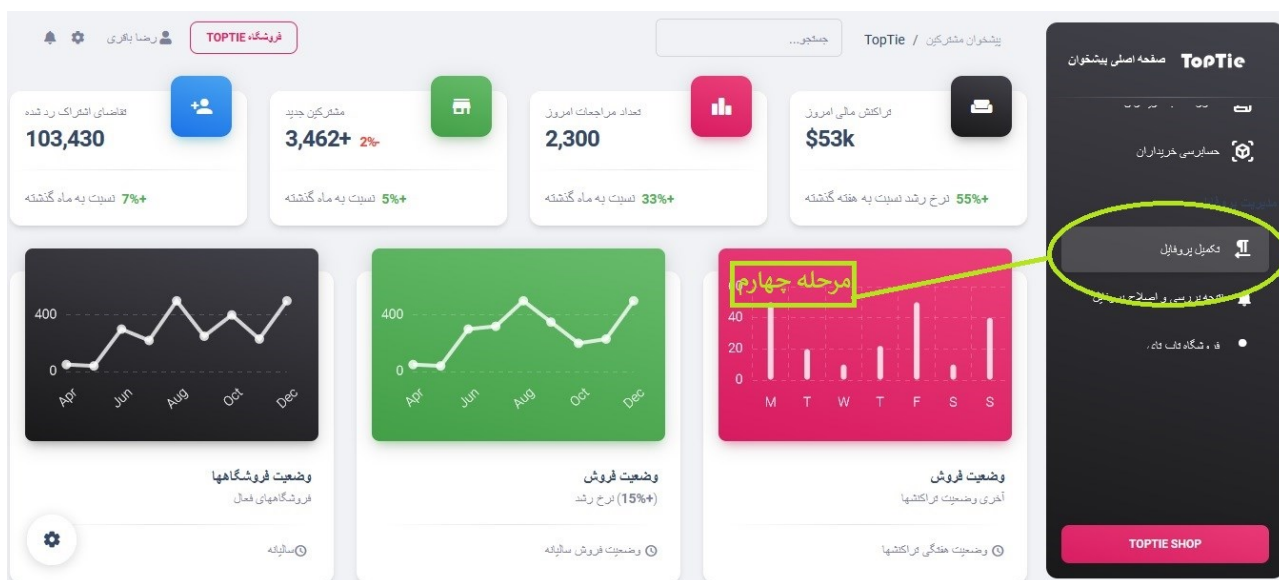 صفحه اصلی پیشخوان TopTie
حسابرسی خریداران
تکمیل پروفایل
TOPTIE SHOP
پیشخوان مشترکین / TopTie
جستجو...
فروشگاه TOPTIE
رضا باقری
تراکنش مالی امروز
$53k
+55% نرخ رشد نسبت به هفته گذشته
تعداد مراجعات امروز
2,300
+33% نسبت به ماه گذشته
مشترکین جدید
3,462+ 2%-
+5% نسبت به ماه گذشته
تقاضای اشتراک رد شده
103,430
+7% نسبت به ماه گذشته
مرحله چهارم
40
20
0
M T W T F S S
وضعیت فروش
آخری وضعیت تراکنشها
وضعیت هفتگی تراکنشها
400
0
Apr Jun Aug Oct Dec
وضعیت فروش
(+15%) نرخ رشد
وضعیت فروش سالیانه
400
0
Apr Jun Aug Oct Dec
وضعیت فروشگاهها
فروشگاههای فعال
سالیانه